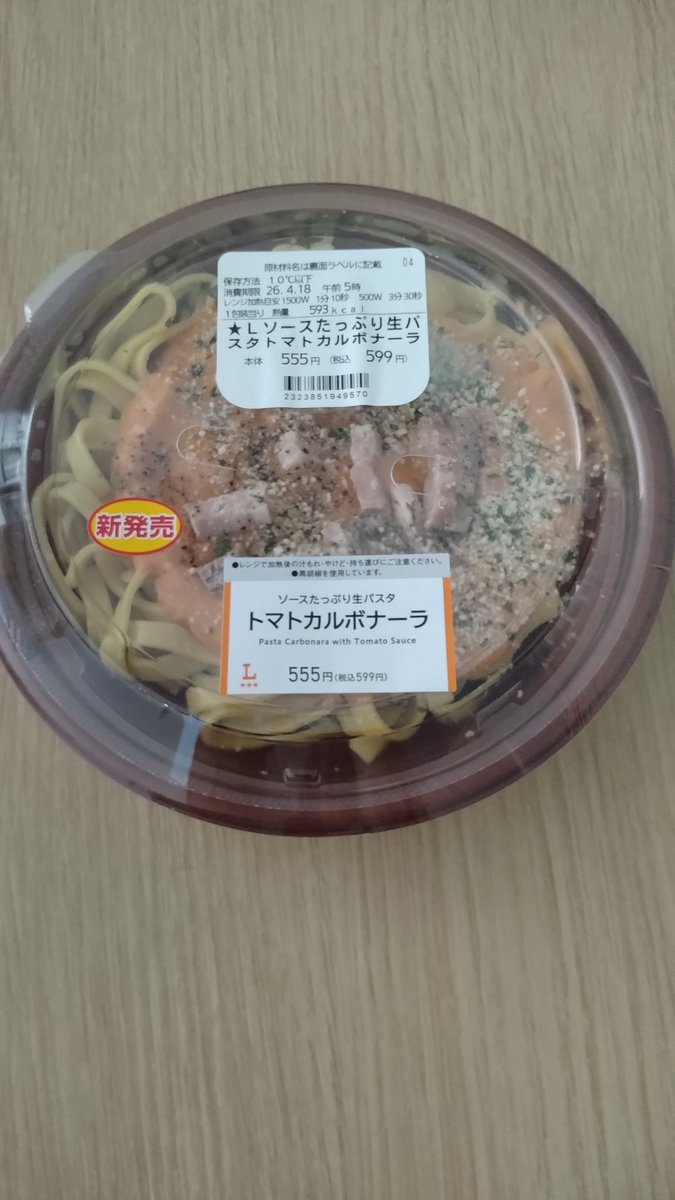 原材料名は裏面ラベルに記載 04
保存方法 10℃以下
消費期限 26.4.18 午前5時
レンジ加熱目安1500W 1分10秒 500W 3分30秒
1包装当り 熱量 593kcal
★Lソースたっぷり生パ
スタトマトカルボナーラ
本体 555円 (税込 599円)
2323851949570
新発売
●レンジで加熱後の汁もれ・やけど・持ち運びにご注意ください。
●黒胡椒を使用しています。
ソースたっぷり生パスタ
トマトカルボナーラ
Pasta Carbonara with Tomato Sauce
L 555円(税込599円)